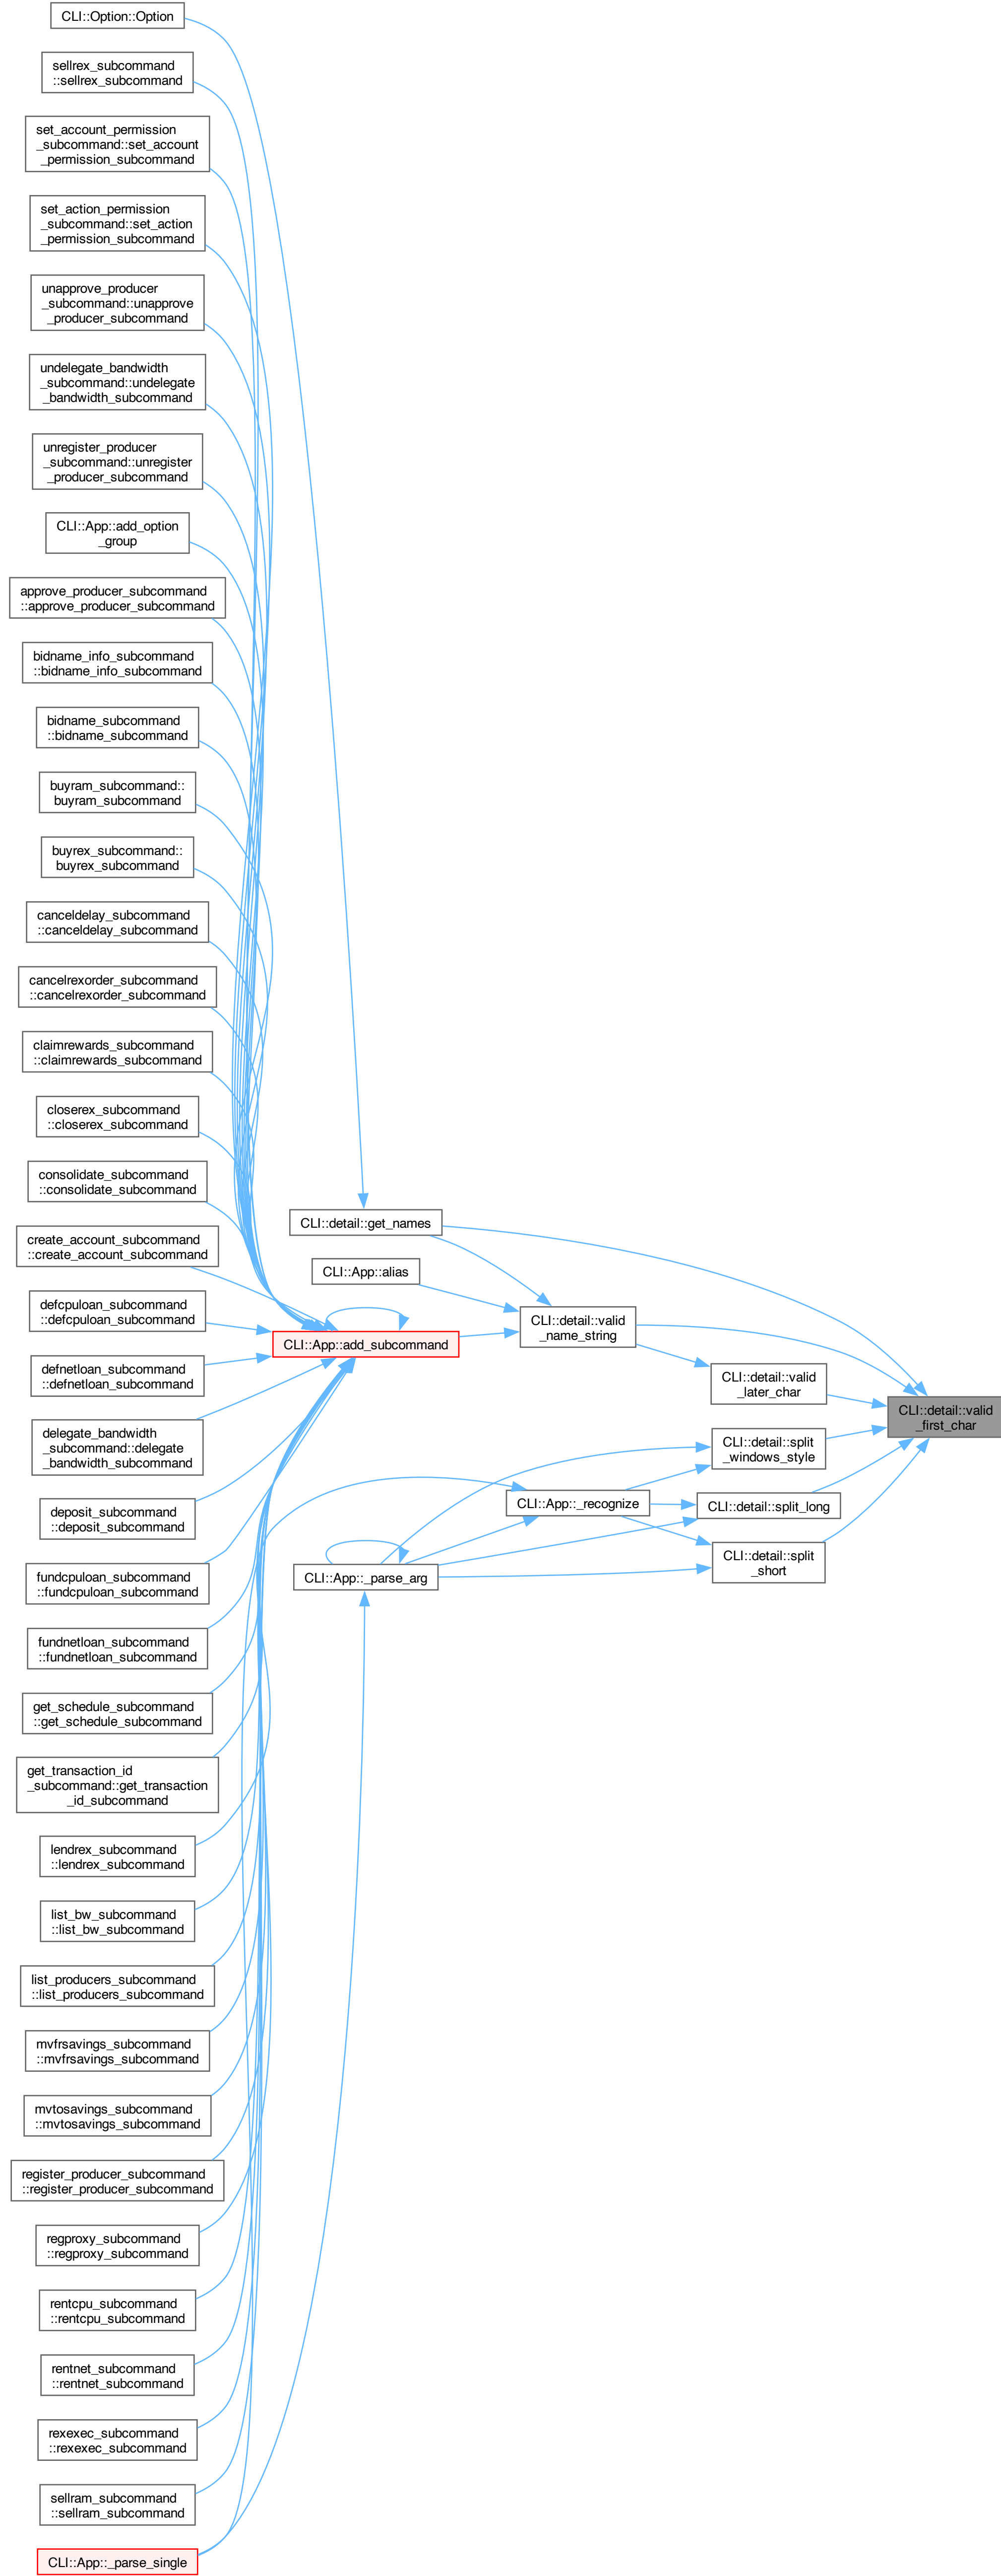 CLI::Option::Option
sellrex_subcommand
::sellrex_subcommand
set_account_permission
_subcommand::set_account
_permission_subcommand
set_action_permission
_subcommand::set_action
_permission_subcommand
unapprove_producer
_subcommand::unapprove
_producer_subcommand
undelegate_bandwidth
_subcommand::undelegate
_bandwidth_subcommand
unregister_producer
_subcommand::unregister
_producer_subcommand
CLI::App::add_option
_group
approve_producer_subcommand
::approve_producer_subcommand
bidname_info_subcommand
::bidname_info_subcommand
bidname_subcommand
::bidname_subcommand
buyram_subcommand::
buyram_subcommand
buyrex_subcommand::
buyrex_subcommand
canceldelay_subcommand
::canceldelay_subcommand
cancelrexorder_subcommand
::cancelrexorder_subcommand
claimrewards_subcommand
::claimrewards_subcommand
closerex_subcommand
::closerex_subcommand
consolidate_subcommand
::consolidate_subcommand
create_account_subcommand
::create_account_subcommand
defcpuloan_subcommand
::defcpuloan_subcommand
defnetloan_subcommand
::defnetloan_subcommand
delegate_bandwidth
_subcommand::delegate
_bandwidth_subcommand
deposit_subcommand
::deposit_subcommand
fundcpuloan_subcommand
::fundcpuloan_subcommand
fundnetloan_subcommand
::fundnetloan_subcommand
get_schedule_subcommand
::get_schedule_subcommand
get_transaction_id
_subcommand::get_transaction
_id_subcommand
lendrex_subcommand
::lendrex_subcommand
list_bw_subcommand
::list_bw_subcommand
list_producers_subcommand
::list_producers_subcommand
mvfrsavings_subcommand
::mvfrsavings_subcommand
mvtosavings_subcommand
::mvtosavings_subcommand
register_producer_subcommand
::register_producer_subcommand
regproxy_subcommand
::regproxy_subcommand
rentcpu_subcommand
::rentcpu_subcommand
rentnet_subcommand
::rentnet_subcommand
rexexec_subcommand
::rexexec_subcommand
sellram_subcommand
::sellram_subcommand
CLI::App::_parse_single
CLI::detail::get_names
CLI::App::alias
CLI::App::add_subcommand
CLI::App::_parse_arg
CLI::detail::valid
_name_string
CLI::App::_recognize
CLI::detail::valid
_later_char
CLI::detail::split
_windows_style
CLI::detail::split_long
CLI::detail::split
_short
CLI::detail::valid
_first_char